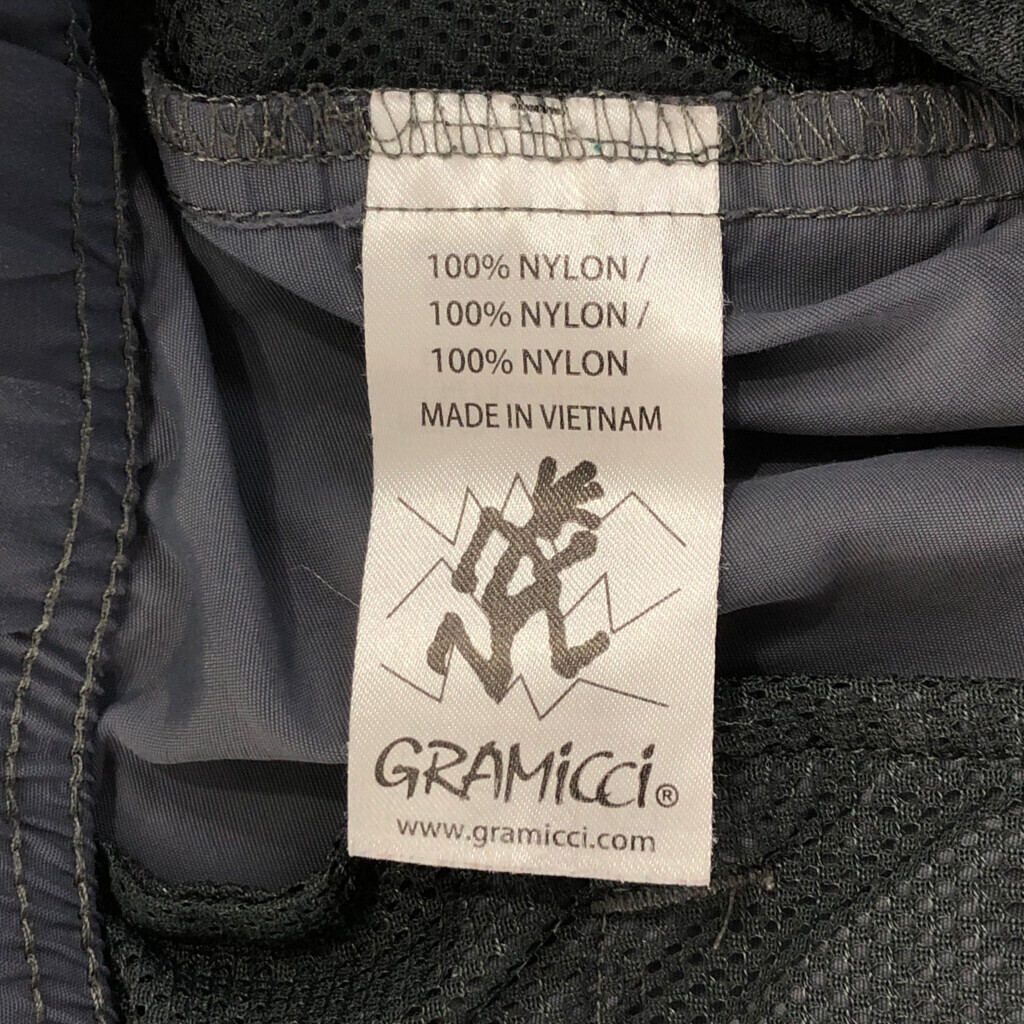 100% NYLON /
100% NYLON /
100% NYLON
MADE IN VIETNAM
GRAMiCCi®
www.gramicci.com